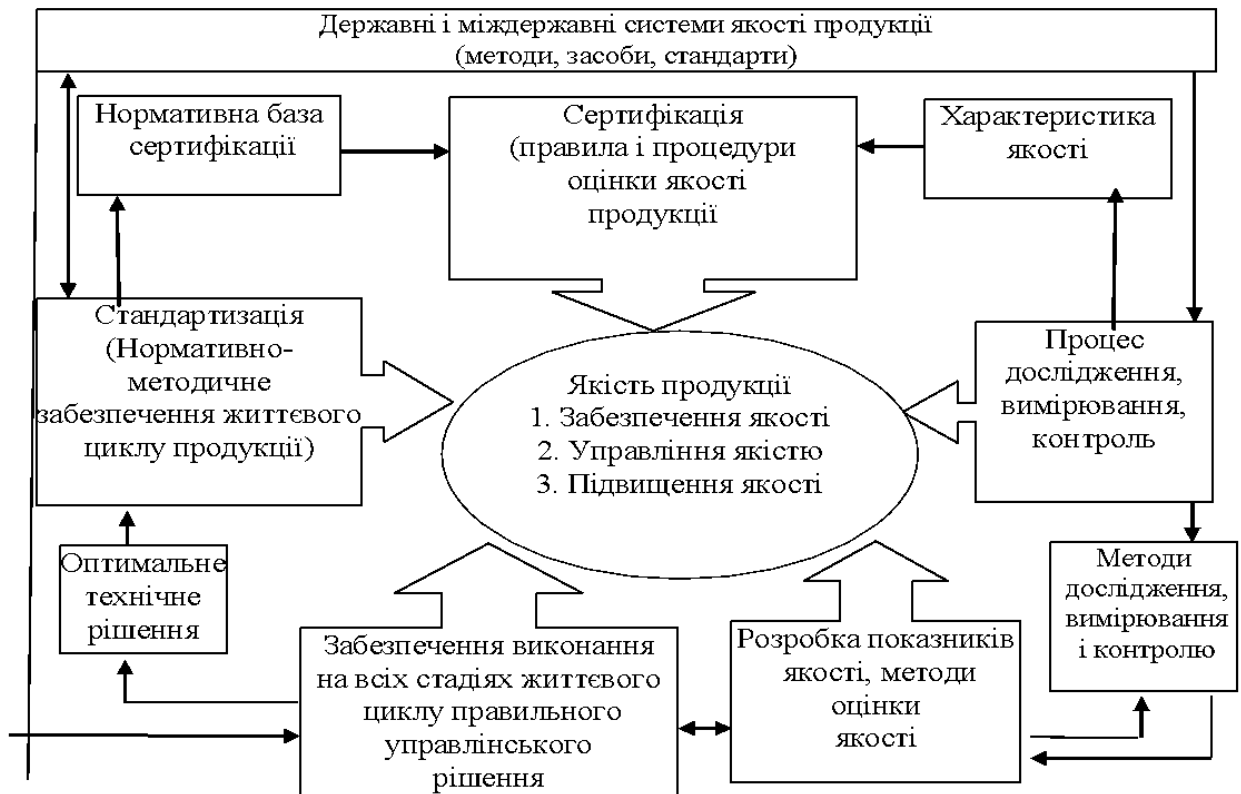 Державні і міждержавні системи якості продукції
(методи, засоби, стандарти)
Нормативна база
сертифікації
Сертифікація
(правила і процедури
оцінки якості
продукції
Характеристика
якості
Стандартизація
(Нормативно-
методичне
забезпечення життєвого
циклу продукції)
Якість продукції
1. Забезпечення якості
2. Управління якістю
3. Підвищення якості
Процес
дослідження,
вимірювання,
контроль
Оптимальне
технічне
рішення
Забезпечення виконання
на всіх стадіях життєвого
циклу правильного
управлінського
рішення
Розробка показників
якості, методи
оцінки
якості
Методи
дослідження,
вимірювання
і контролю